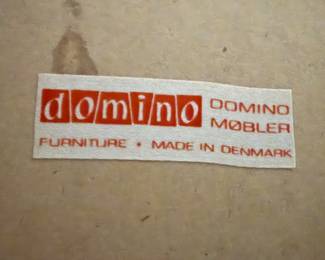 domino DOMINO
MØBLER
FURNITURE • MADE IN DENMARK